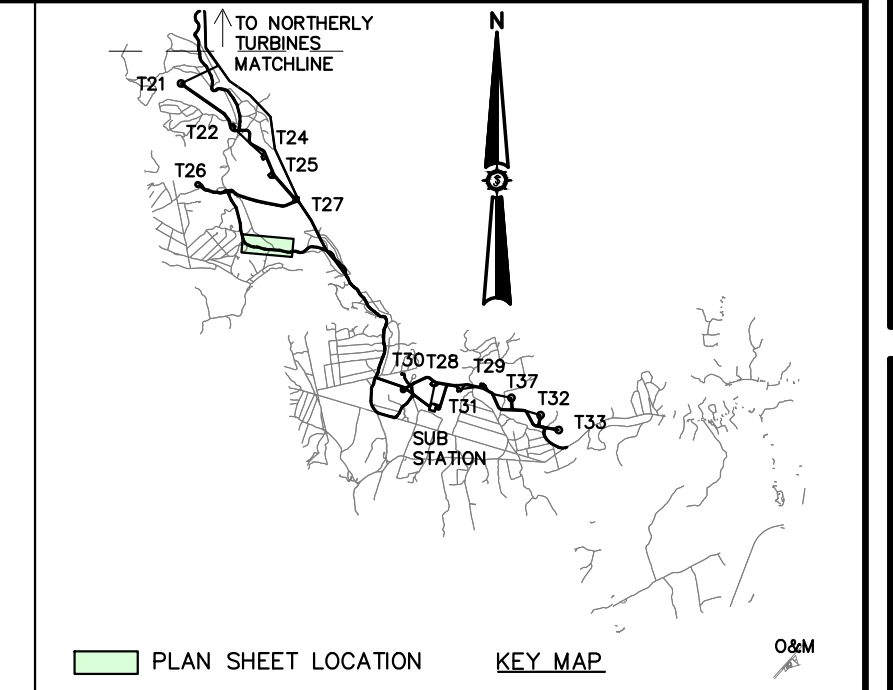 TO NORTHERLY
TURBINES
MATCHLINE
N
T21
T22
T24
T25
T26
T27
T30
T28
T29
T37
T31
T32
T33
SUB
STATION
PLAN SHEET LOCATION
KEY MAP
O&M